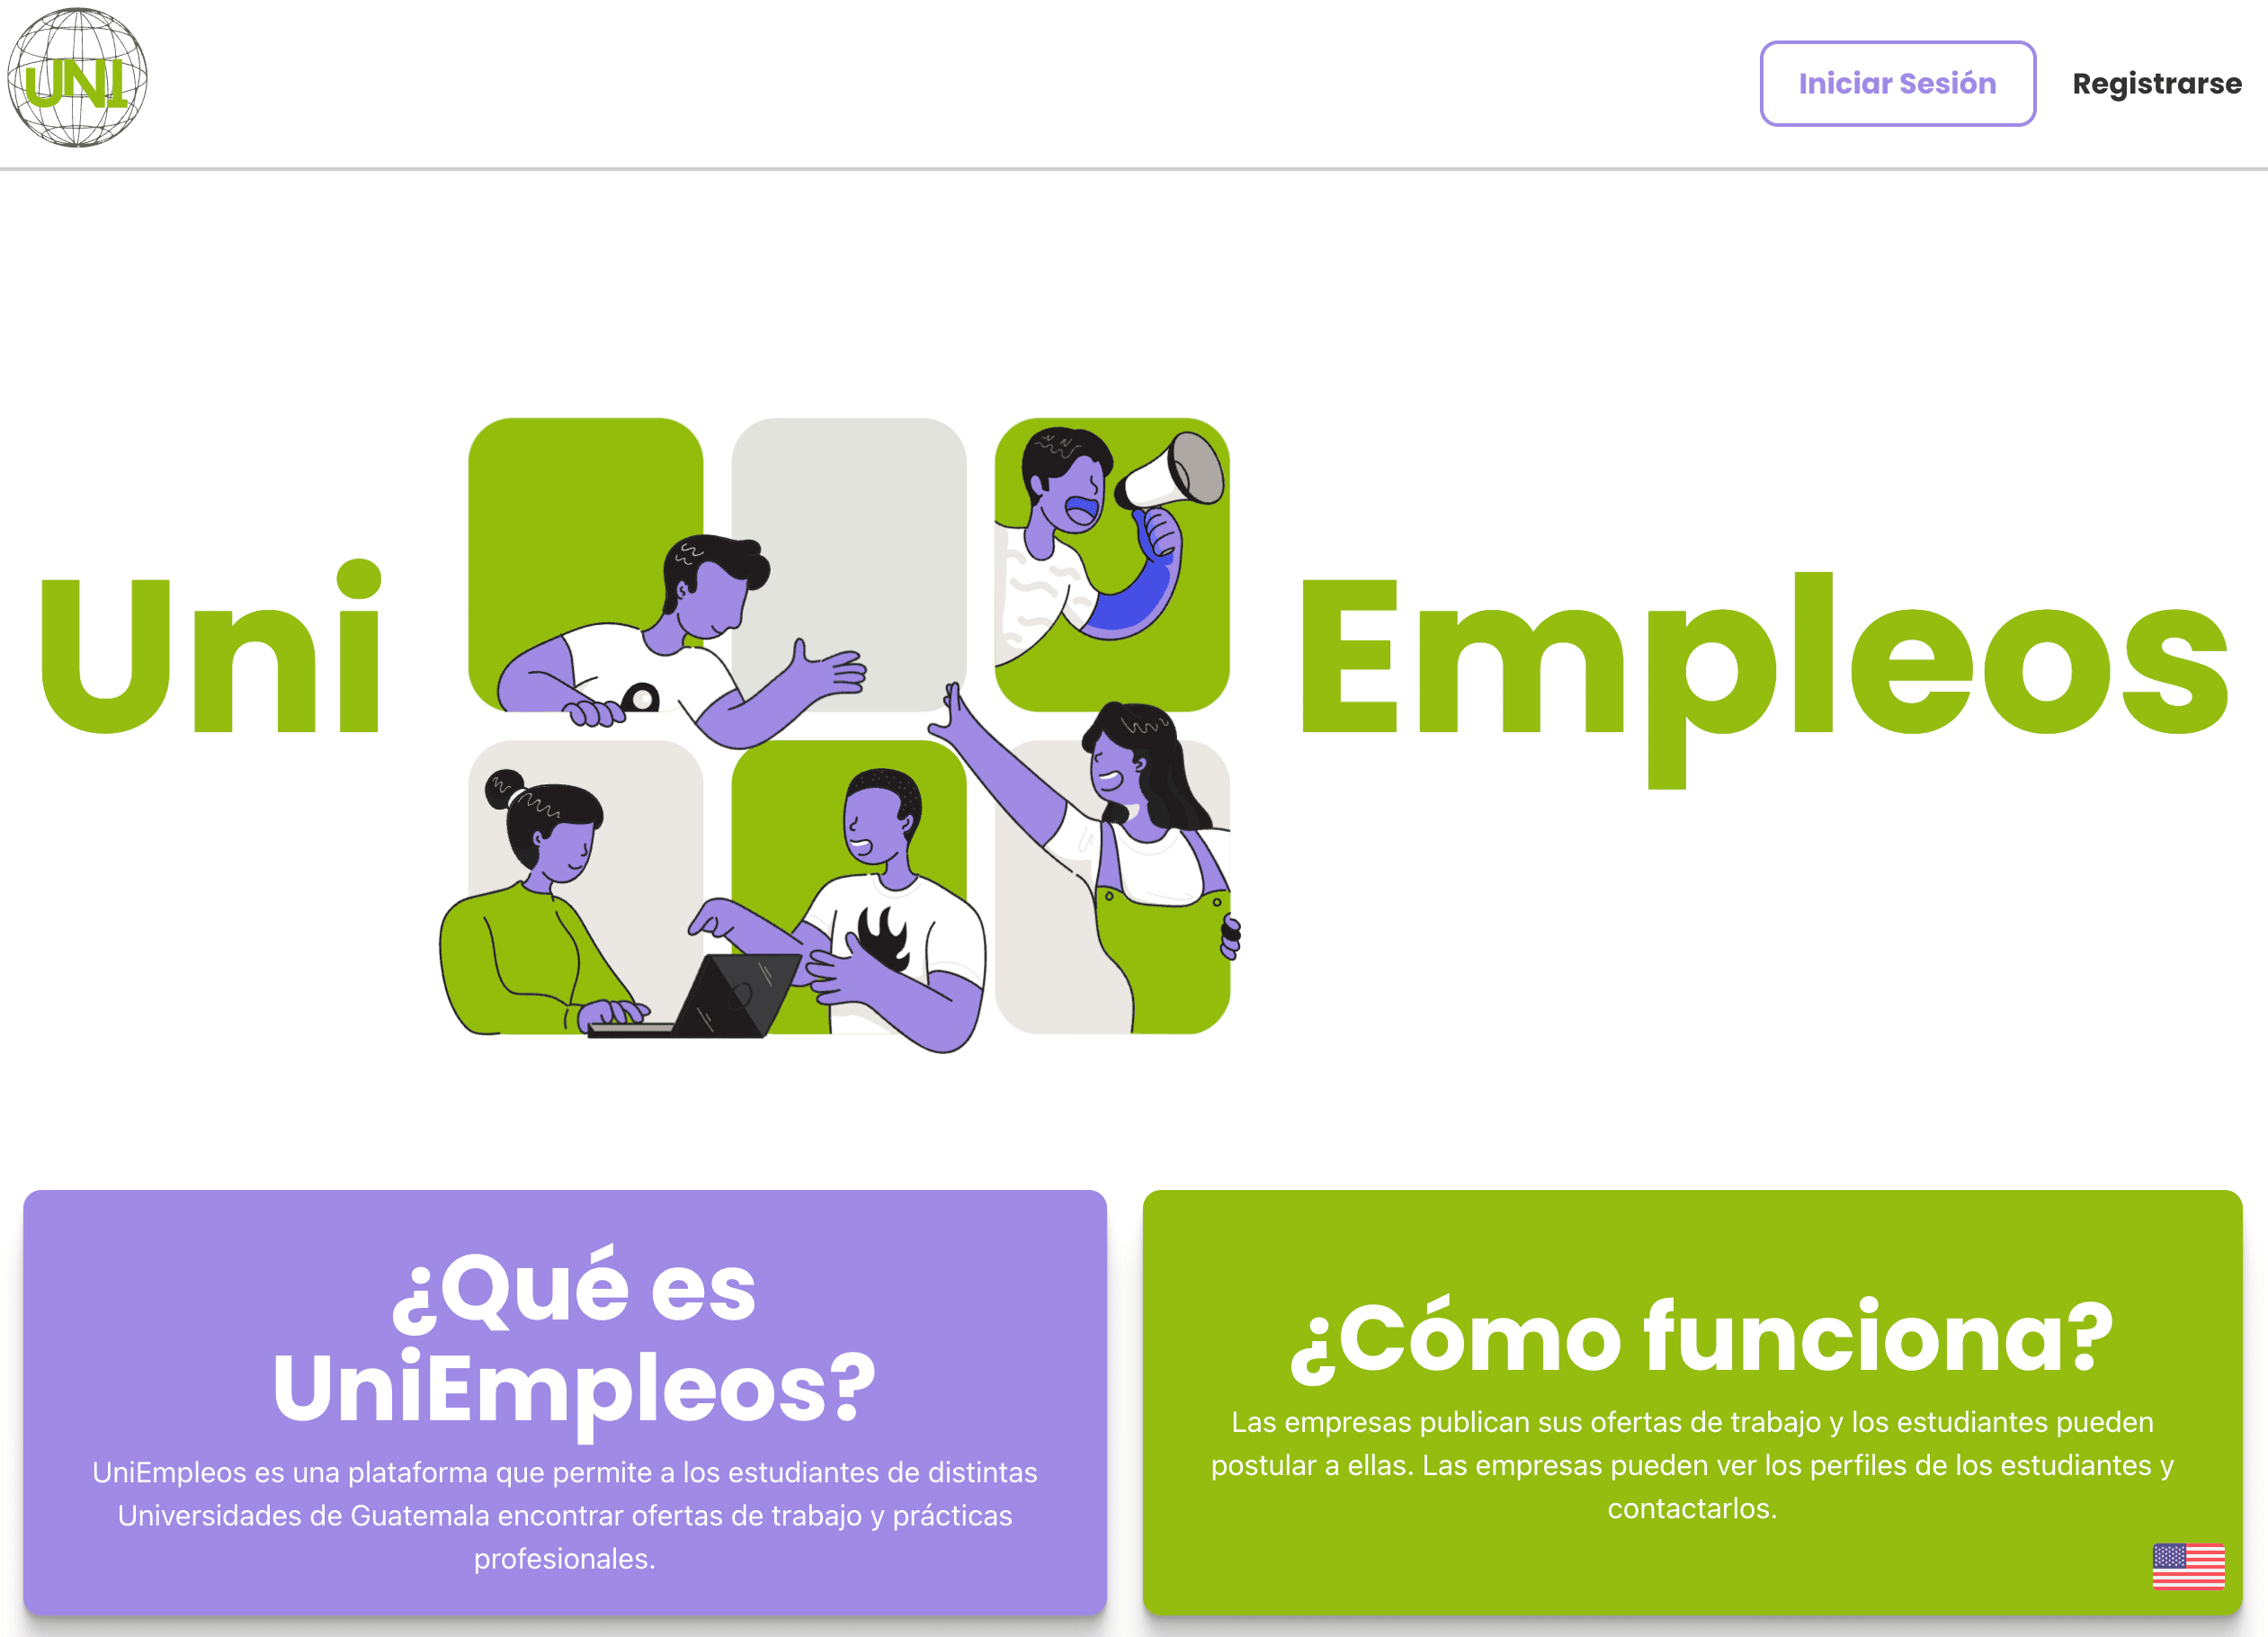 UNI
Iniciar Sesión
Registrarse
Uni
Empleos
¿Qué es
UniEmpleos?
UniEmpleos es una plataforma que permite a los estudiantes de distintas
Universidades de Guatemala encontrar ofertas de trabajo y prácticas
profesionales.
¿Cómo funciona?
Las empresas publican sus ofertas de trabajo y los estudiantes pueden
postular a ellas. Las empresas pueden ver los perfiles de los estudiantes y
contactarlos.